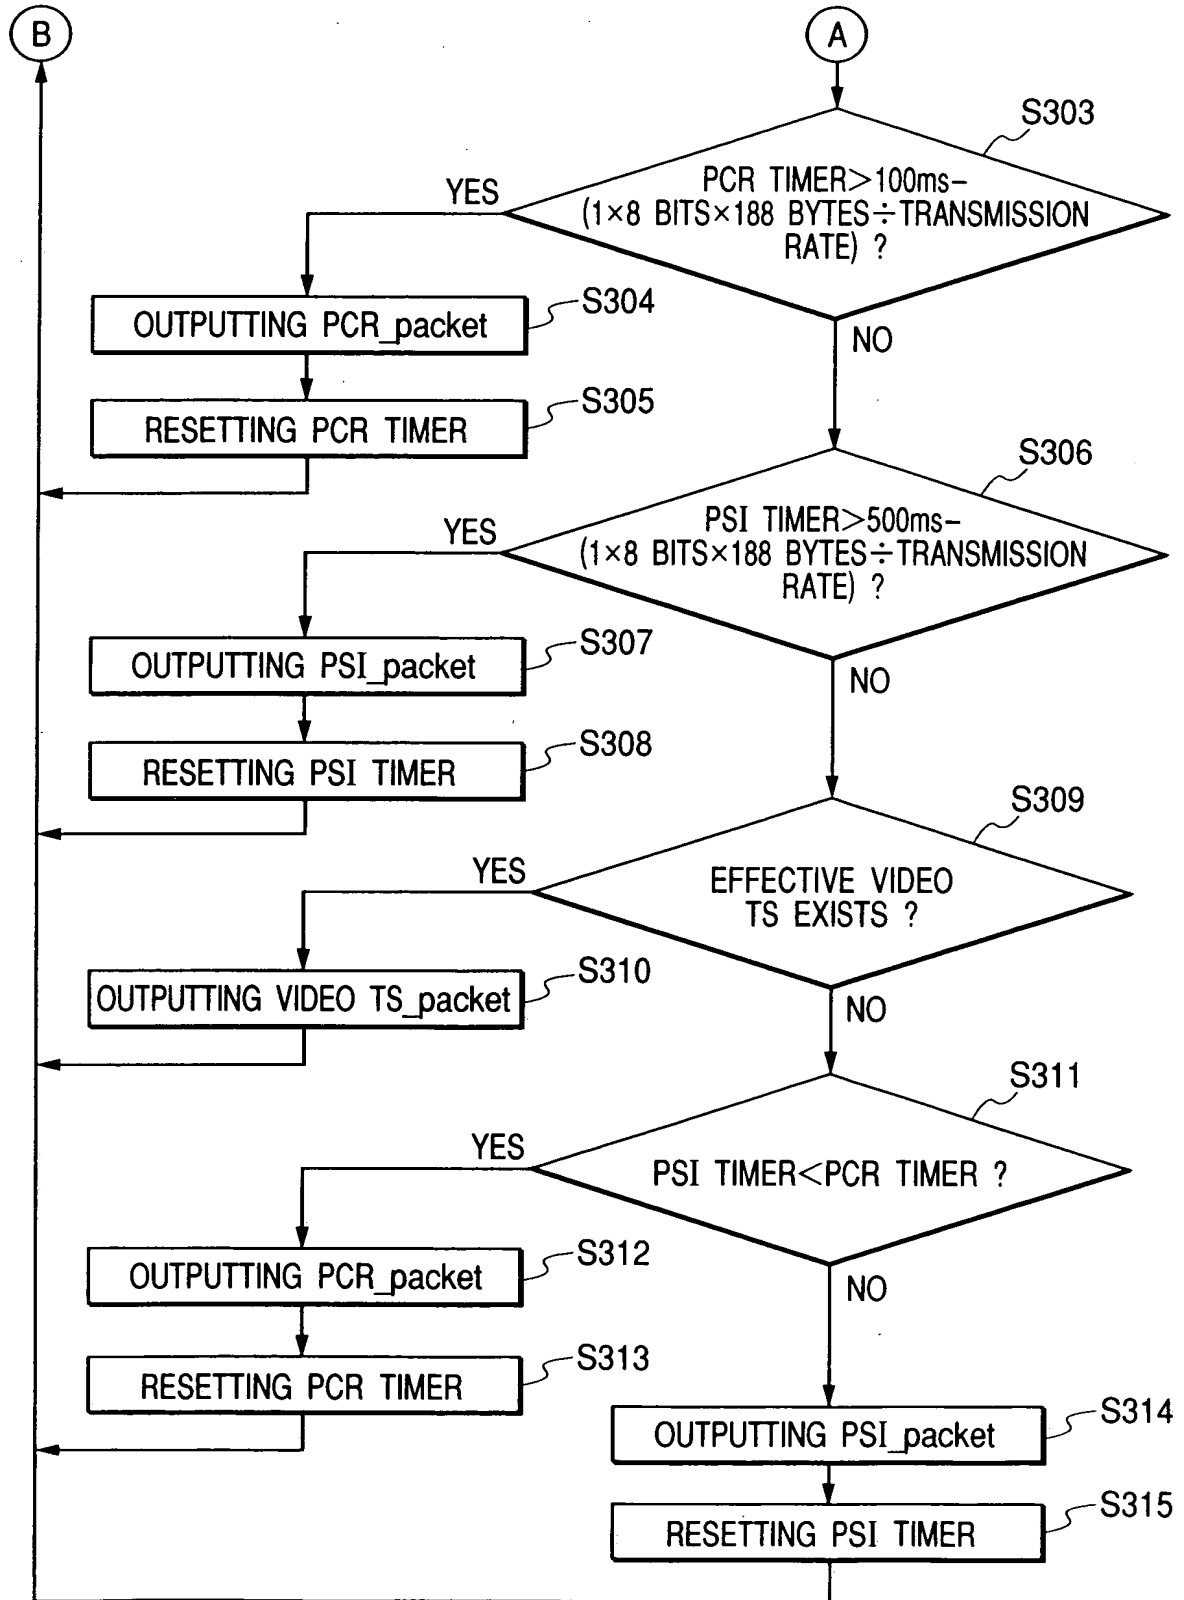 B
A
S303
PCR TIMER>100ms-
(1×8 BITS×188 BYTES÷TRANSMISSION
RATE) ?
YES
NO
S304
OUTPUTTING PCR_packet
S305
RESETTING PCR TIMER
S306
PSI TIMER>500ms-
(1×8 BITS×188 BYTES÷TRANSMISSION
RATE) ?
YES
NO
S307
OUTPUTTING PSI_packet
S308
RESETTING PSI TIMER
S309
EFFECTIVE VIDEO
TS EXISTS ?
YES
NO
S310
OUTPUTTING VIDEO TS_packet
S311
PSI TIMER<PCR TIMER ?
YES
NO
S312
OUTPUTTING PCR_packet
S313
RESETTING PCR TIMER
S314
OUTPUTTING PSI_packet
S315
RESETTING PSI TIMER